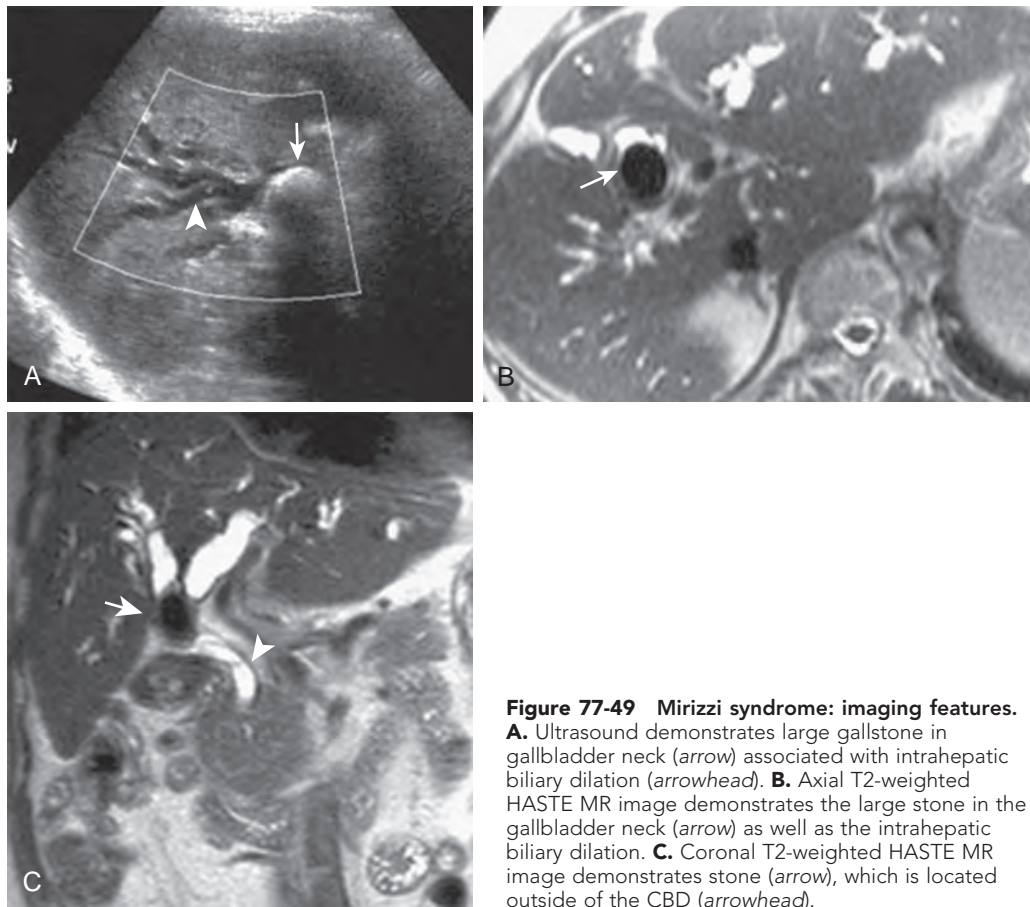 A
B
C
Figure 77-49 Mirizzi syndrome: imaging features.
A. Ultrasound demonstrates large gallstone in
gallbladder neck (arrow) associated with intrahepatic
biliary dilation (arrowhead). B. Axial T2-weighted
HASTE MR image demonstrates the large stone in the
gallbladder neck (arrow) as well as the intrahepatic
biliary dilation. C. Coronal T2-weighted HASTE MR
image demonstrates stone (arrow), which is located
outside of the CBD (arrowhead).